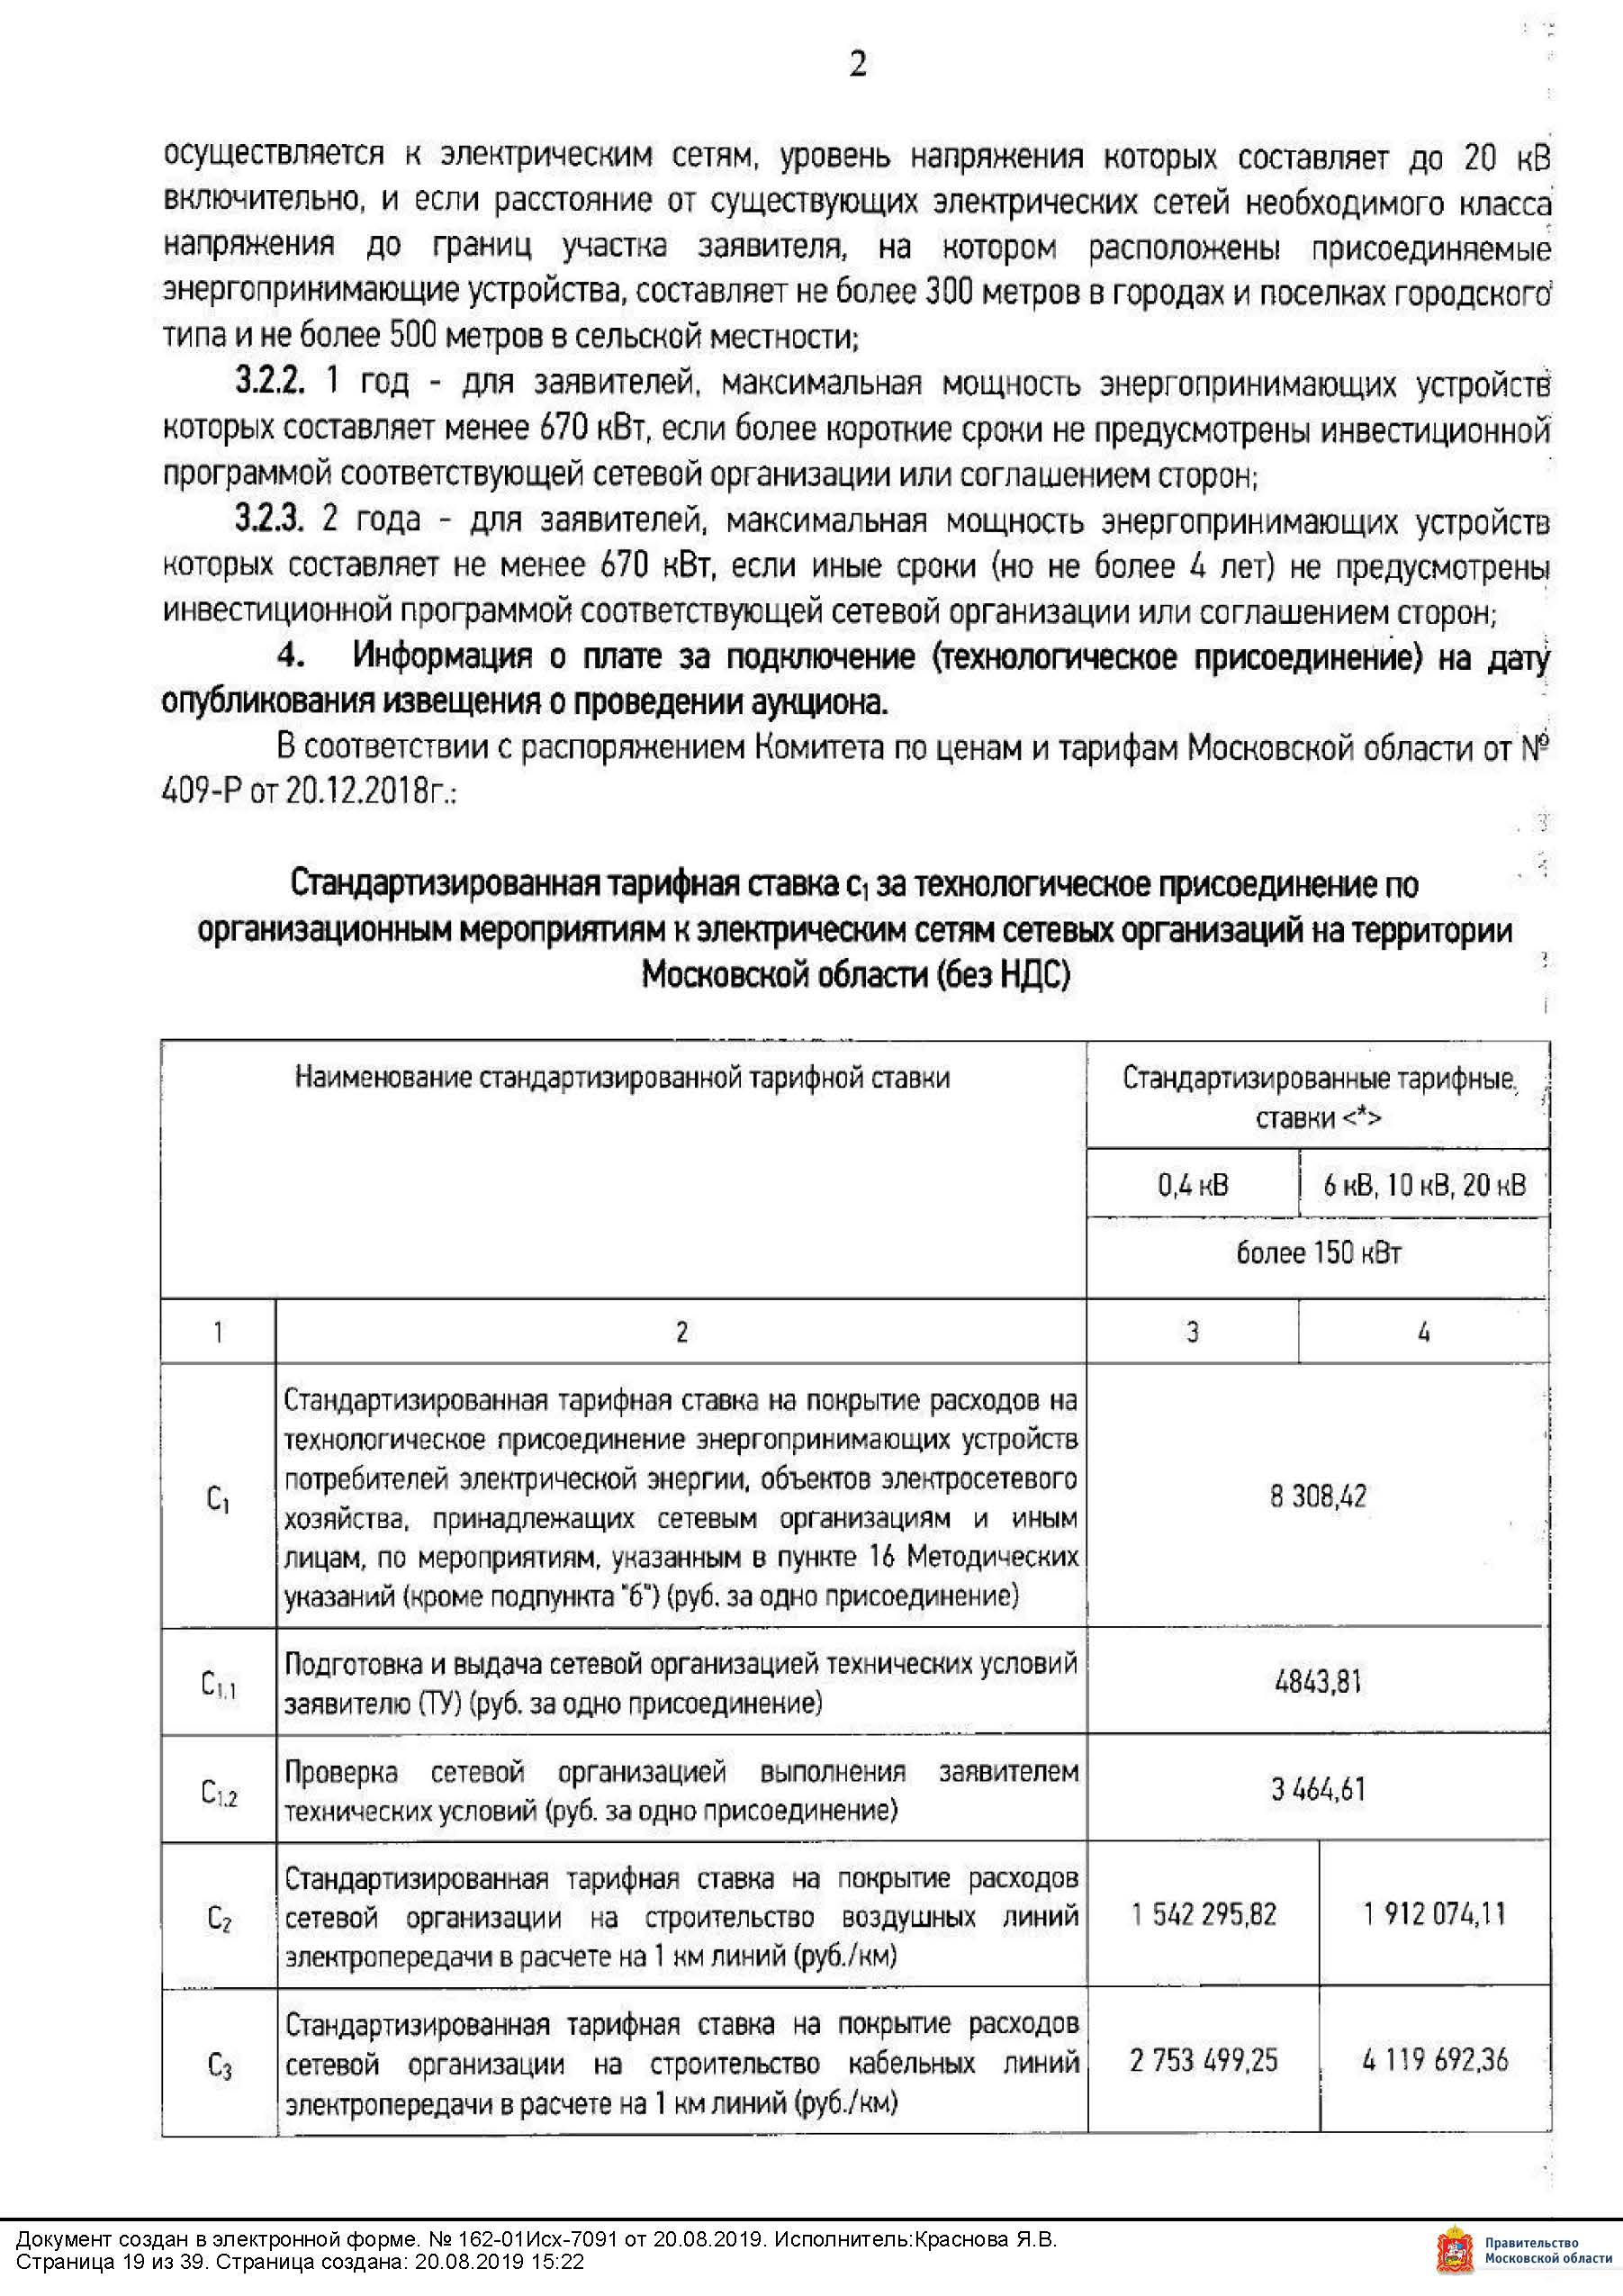 2
осуществляется к электрическим сетям, уровень напряжения которых составляет до 20 кВ
включительно, и если расстояние от существующих электрических сетей необходимого класса
напряжения до границ участка заявителя, на котором расположены присоединяемые
энергопринимающие устройства, составляет не более 300 метров в городах и поселках городского
типа и не более 500 метров в сельской местности;
3.2.2. 1 год - для заявителей, максимальная мощность энергопринимающих устройств
которых составляет менее 670 кВт, если более короткие сроки не предусмотрены инвестиционной
программой соответствующей сетевой организации или соглашением сторон;
3.2.3. 2 года - для заявителей, максимальная мощность энергопринимающих устройств
которых составляет не менее 670 кВт, если иные сроки (но не более 4 лет) не предусмотрены
инвестиционной программой соответствующей сетевой организации или соглашением сторон;
4. Информация о плате за подключение (технологическое присоединение) на дату
опубликования извещения о проведении аукциона.
В соответствии с распоряжением Комитета по ценам и тарифам Московской области от №
409-Р от 20.12.2018г.:
Стандартизированная тарифная ставка с₁ за технологическое присоединение по
организационным мероприятиям к электрическим сетям сетевых организаций на территории
Московской области (без НДС)
Наименование стандартизированной тарифной ставки
Стандартизированные тарифные
ставки <*>
0,4 кВ
6 кВ, 10 кВ, 20 кВ
более 150 кВт
1
2
3
4
С₁
Стандартизированная тарифная ставка на покрытие расходов на
технологическое присоединение энергопринимающих устройств
потребителей электрической энергии, объектов электросетевого
хозяйства, принадлежащих сетевым организациям и иным
лицам, по мероприятиям, указанным в пункте 16 Методических
указаний (кроме подпункта "б") (руб. за одно присоединение)
8 308,42
С₁.₁
Подготовка и выдача сетевой организацией технических условий
заявителю (ТУ) (руб. за одно присоединение)
4843,81
С₁.₂
Проверка сетевой организацией выполнения заявителем
технических условий (руб. за одно присоединение)
3 464,61
С₂
Стандартизированная тарифная ставка на покрытие расходов
сетевой организации на строительство воздушных линий
электропередачи в расчете на 1 км линий (руб./км)
1 542 295,82
1 912 074,11
С₃
Стандартизированная тарифная ставка на покрытие расходов
сетевой организации на строительство кабельных линий
электропередачи в расчете на 1 км линий (руб./км)
2 753 499,25
4 119 692,36
Документ создан в электронной форме. № 162-01Исх-7091 от 20.08.2019. Исполнитель:Краснова Я.В.
Страница 19 из 39. Страница создана: 20.08.2019 15:22
Правительство
Московской области